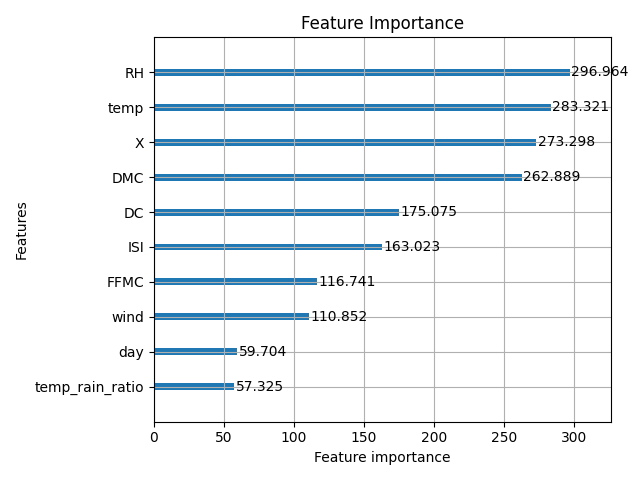 Feature Importance
RH 296.964
temp 283.321
X 273.298
DMC 262.889
DC 175.075
ISI 163.023
FFMC 116.741
wind 110.852
day 59.704
temp_rain_ratio 57.325
Features
0 50 100 150 200 250 300
Feature importance